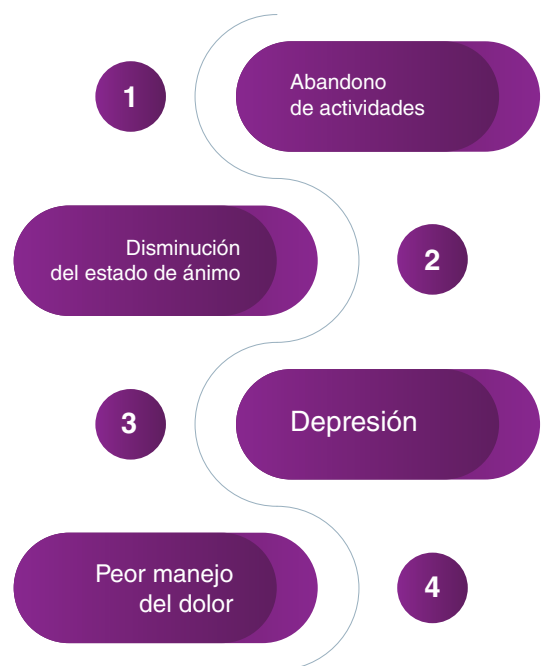 1
Abandono
de actividades
Disminución
del estado de ánimo
2
3
Depresión
Peor manejo
del dolor
4